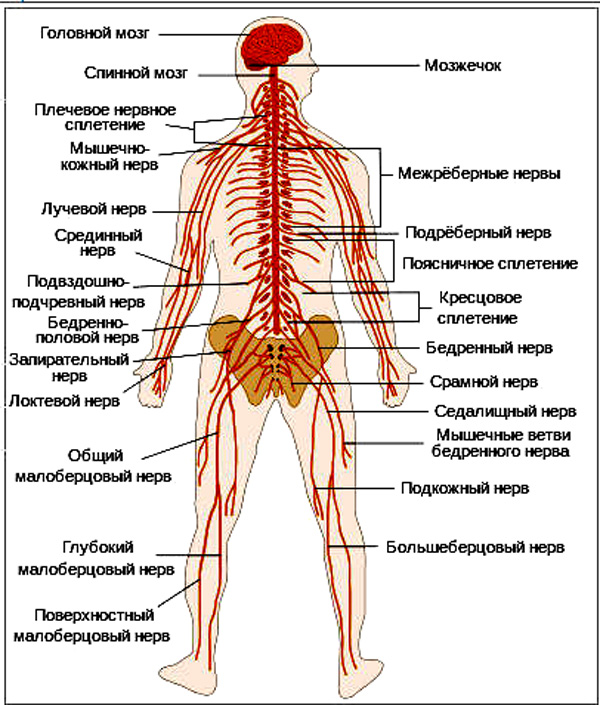 Головной мозг
Спинной мозг
Плечевое нервное
сплетение
Мышечно-
кожный нерв
Лучевой нерв
Срединный
нерв
Подвздошно-
подчревный нерв
Бедренно-
половой нерв
Запирательный
нерв
Локтевой нерв
Общий
малоберцовый нерв
Глубокий
малоберцовый нерв
Поверхностный
малоберцовый нерв
Мозжечок
Межрёберные нервы
Подрёберный нерв
Поясничное сплетение
Кресцовое
сплетение
Бедренный нерв
Срамной нерв
Седалищный нерв
Мышечные ветви
бедренного нерва
Подкожный нерв
Большеберцовый нерв